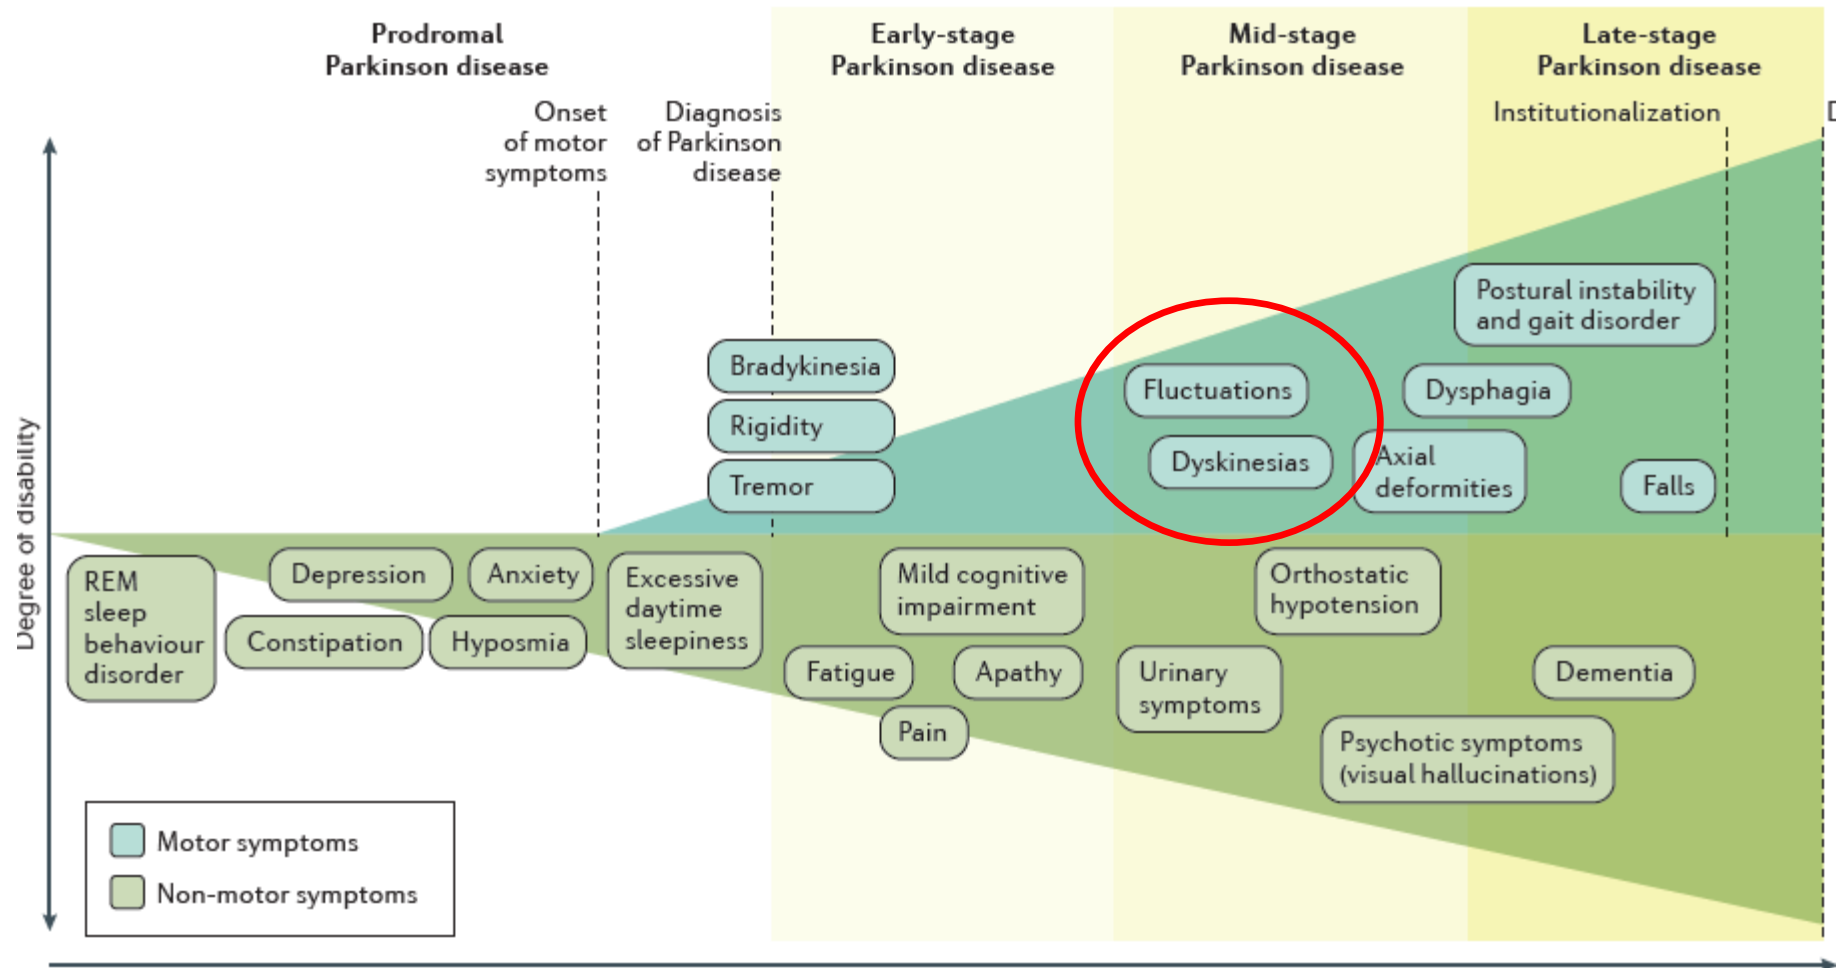 Prodromal
Parkinson disease
Early-stage
Parkinson disease
Mid-stage
Parkinson disease
Late-stage
Parkinson disease
Onset
of motor
symptoms
Diagnosis
of Parkinson
disease
Institutionalization
D
Degree of disability
Postural instability
and gait disorder
Bradykinesia
Rigidity
Tremor
Fluctuations
Dyskinesias
Dysphagia
Axial
deformities
Falls
REM
sleep
behaviour
disorder
Depression
Anxiety
Constipation
Hyposmia
Excessive
daytime
sleepiness
Mild cognitive
impairment
Fatigue
Apathy
Pain
Orthostatic
hypotension
Urinary
symptoms
Dementia
Psychotic symptoms
(visual hallucinations)
Motor symptoms
Non-motor symptoms